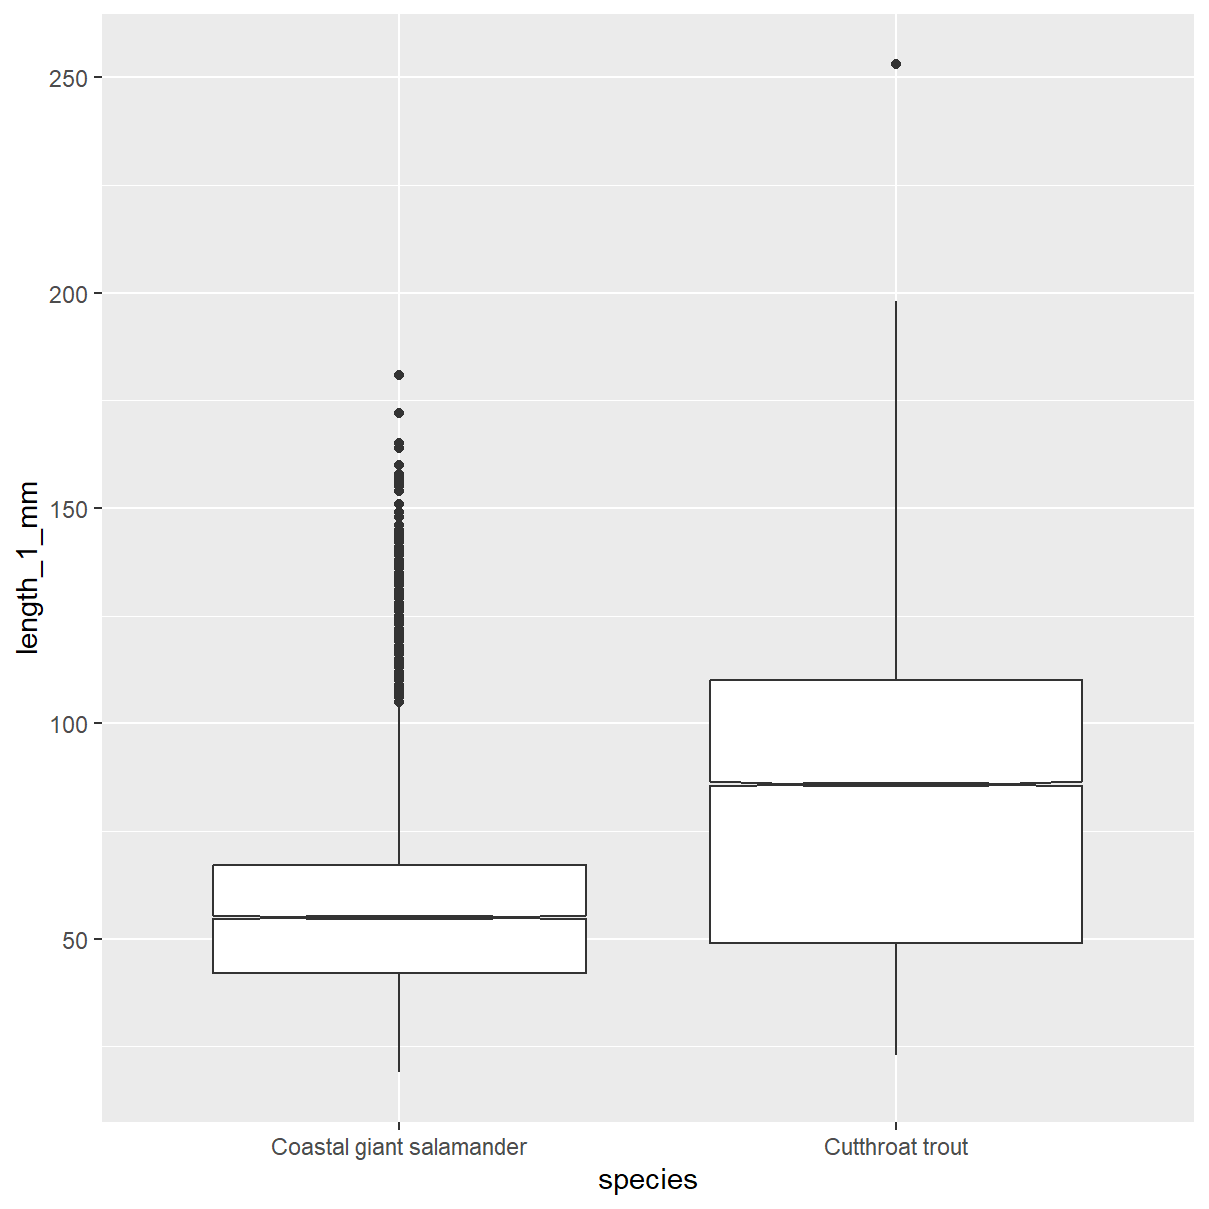 length_1_mm
250
200
150
100
50
Coastal giant salamander
Cutthroat trout
species